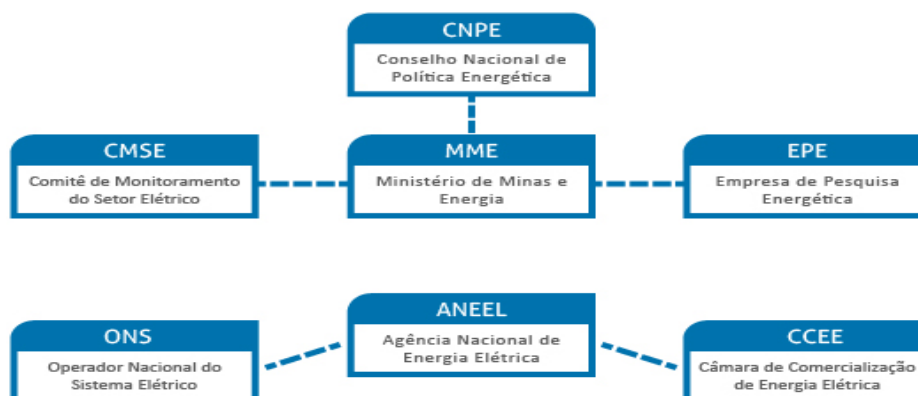 CNPE
Conselho Nacional de
Política Energética
CMSE
Comitê de Monitoramento
do Setor Elétrico
MME
Ministério de Minas e
Energia
EPE
Empresa de Pesquisa
Energética
ONS
Operador Nacional do
Sistema Elétrico
ANEEL
Agência Nacional de
Energia Elétrica
CCEE
Câmara de Comercialização
de Energia Elétrica